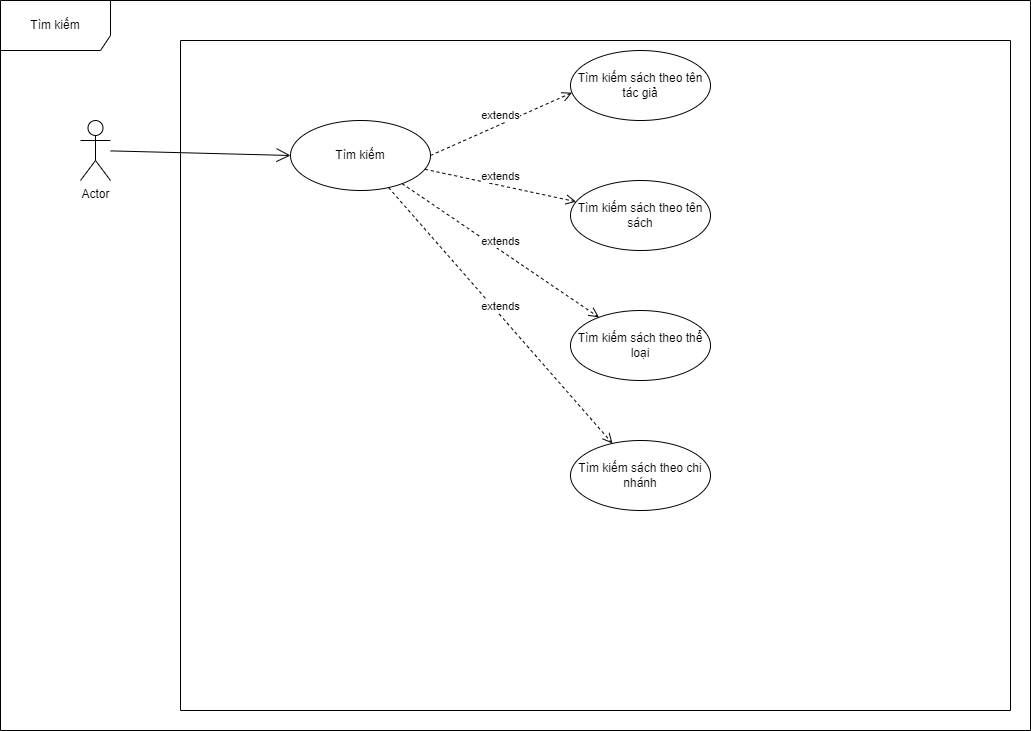 Tìm kiếm
Actor
Tìm kiếm
extends
extends
extends
extends
Tìm kiếm sách theo tên
tác giả
Tìm kiếm sách theo tên
sách
Tìm kiếm sách theo thể
loại
Tìm kiếm sách theo chi
nhánh